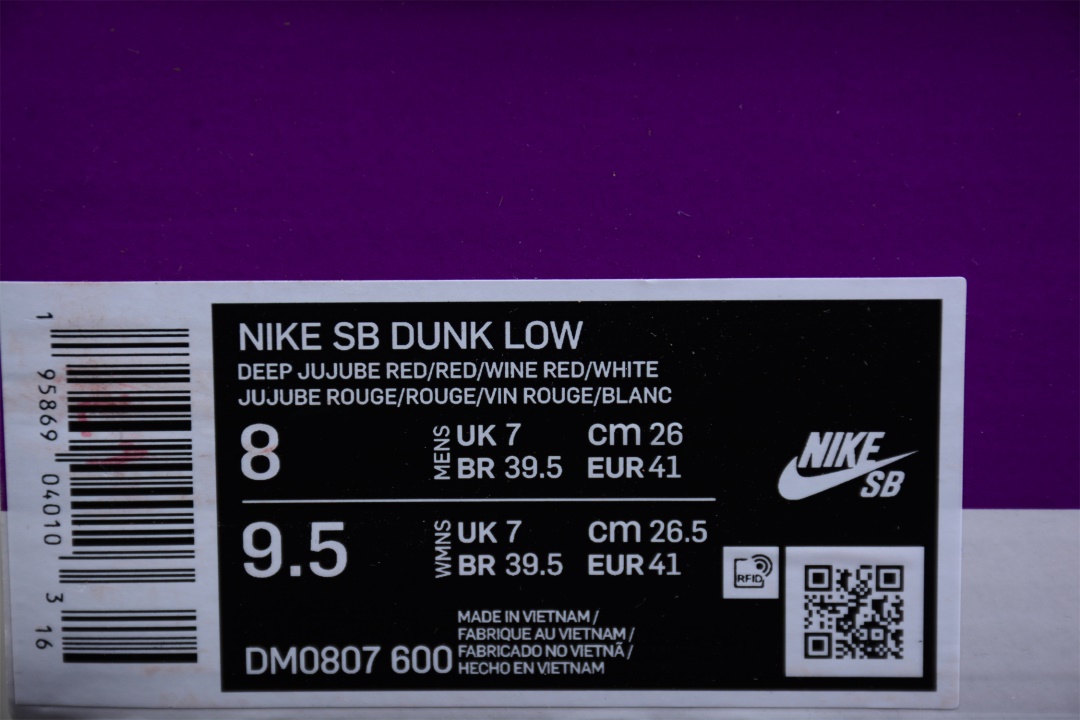 NIKE SB DUNK LOW
DEEP JUJUBE RED/RED/WINE RED/WHITE
JUJUBE ROUGE/ROUGE/VIN ROUGE/BLANC
8
MENS
UK 7 cm 26
BR 39.5 EUR 41
9.5
WMNS
UK 7 cm 26.5
BR 39.5 EUR 41
DM0807 600
MADE IN VIETNAM /
FABRIQUE AU VIETNAM /
FABRICADO NO VIETNÃ /
HECHO EN VIETNAM
NIKE
SB
RFID
1 95869 04010 3 16